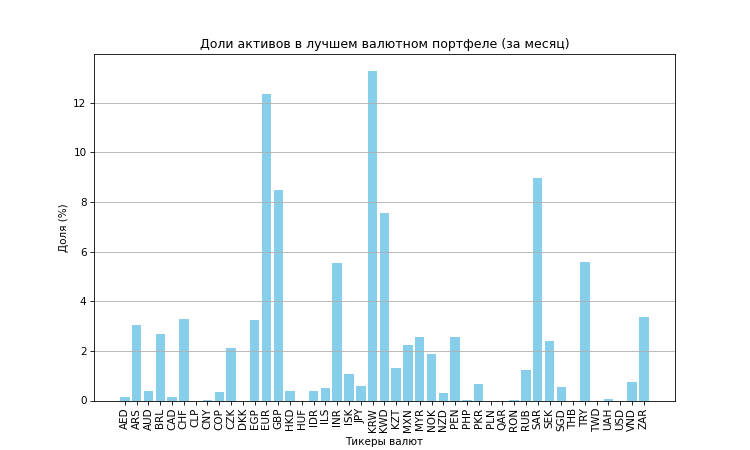 Доли активов в лучшем валютном портфеле (за месяц)
Доля (%)
12
10
8
6
4
2
0
AED ARS AUD BRL CAD CHF CLP CNY COP CZK DKK EGP EUR GBP HKD HUF IDR ILS INR ISK JPY KRW KWD KZT MXN MYR NOK NZD PEN PHP PKR PLN QAR RON RUB SAR SEK SGD THB TRY TWD UAH USD VND ZAR
Тикеры валют